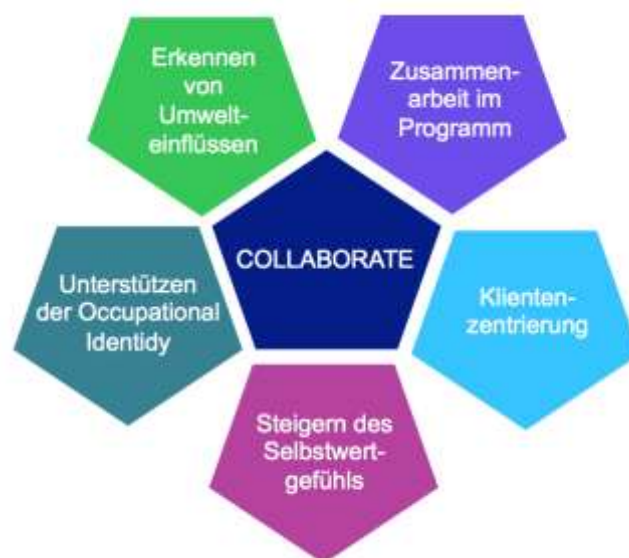 Erkennen
von
Umwelt-
einflüssen
Zusammen-
arbeit im
Programm
COLLABORATE
Unterstützen
der Occupational
Identidy
Klienten-
zentrierung
Steigern des
Selbstwert-
gefühls